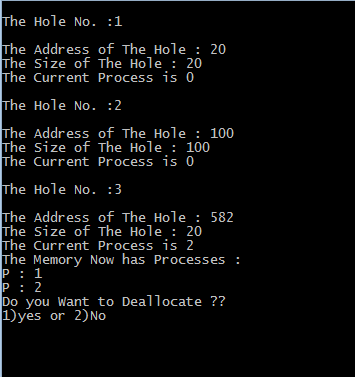 The Hole No. :1
The Address of The Hole : 20
The Size of The Hole : 20
The Current Process is 0
The Hole No. :2
The Address of The Hole : 100
The Size of The Hole : 100
The Current Process is 0
The Hole No. :3
The Address of The Hole : 582
The Size of The Hole : 20
The Current Process is 2
The Memory Now has Processes :
P : 1
P : 2
Do you Want to Deallocate ??
1)yes or 2)No